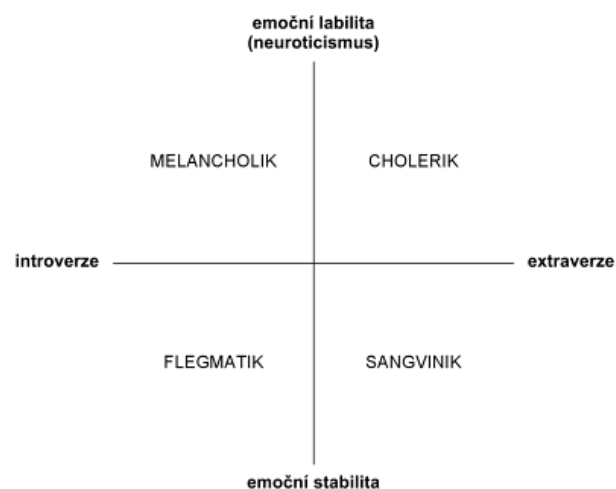 emoční labilita
(neuroticismus)
MELANCHOLIK
CHOLERIK
introverze
extraverze
FLEGMATIK
SANGVINIK
emoční stabilita